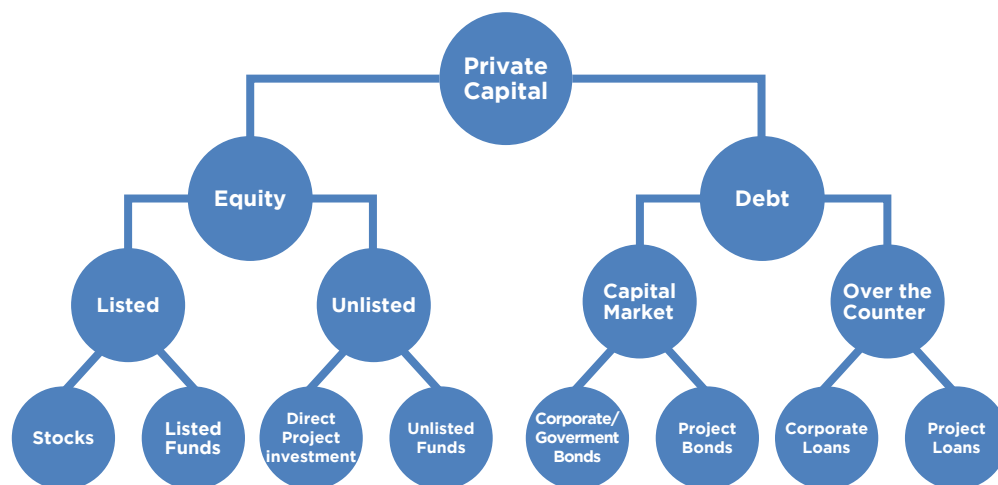 Private
Capital
Equity
Debt
Listed
Unlisted
Capital
Market
Over the
Counter
Stocks
Listed
Funds
Direct
Project
investment
Unlisted
Funds
Corporate/
Goverment
Bonds
Project
Bonds
Corporate
Loans
Project
Loans